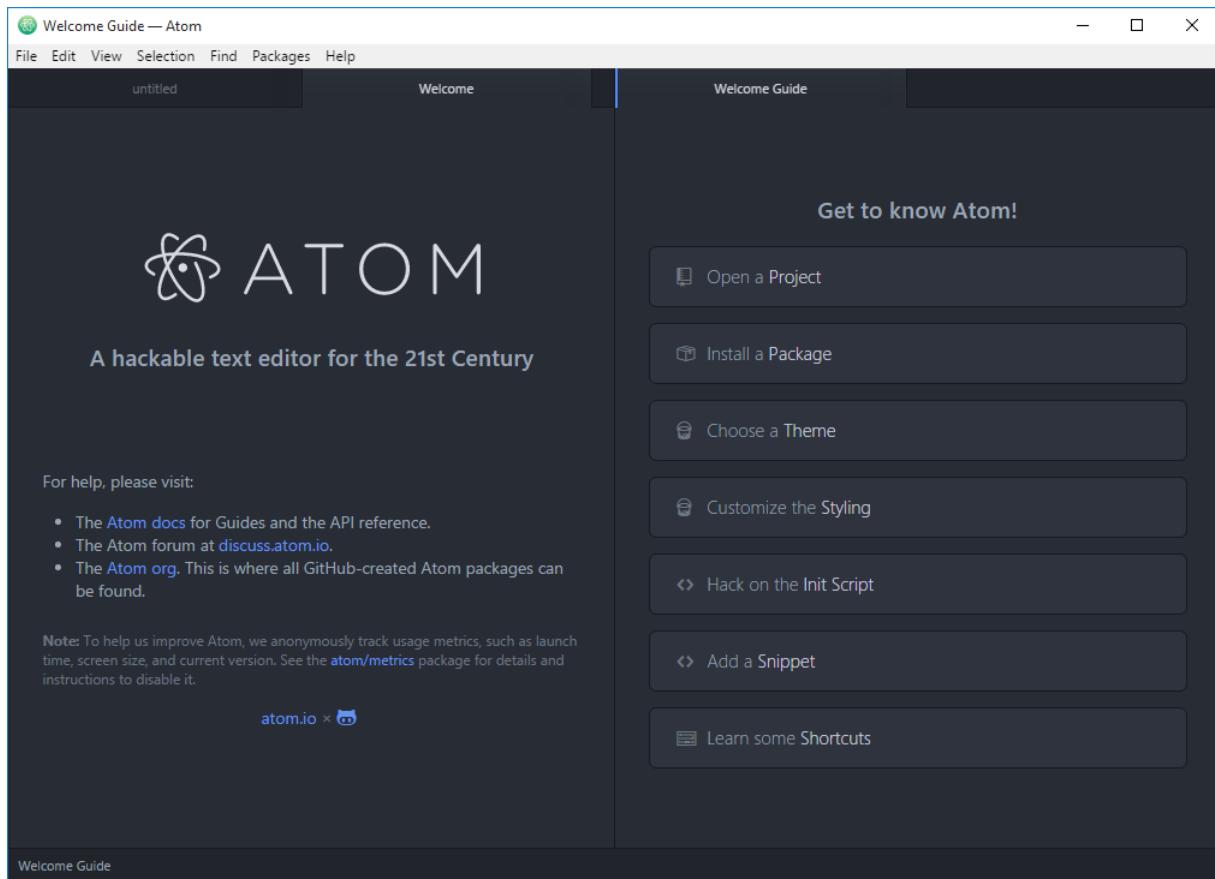 Welcome Guide — Atom
File Edit View Selection Find Packages Help
untitled
Welcome
Welcome Guide
ATOM
A hackable text editor for the 21st Century
For help, please visit:
• The Atom docs for Guides and the API reference.
• The Atom forum at discuss.atom.io.
• The Atom org. This is where all GitHub-created Atom packages can
be found.
Note: To help us improve Atom, we anonymously track usage metrics, such as launch
time, screen size, and current version. See the atom/metrics package for details and
instructions to disable it.
atom.io ×
Get to know Atom!
Open a Project
Install a Package
Choose a Theme
Customize the Styling
Hack on the Init Script
Add a Snippet
Learn some Shortcuts
Welcome Guide